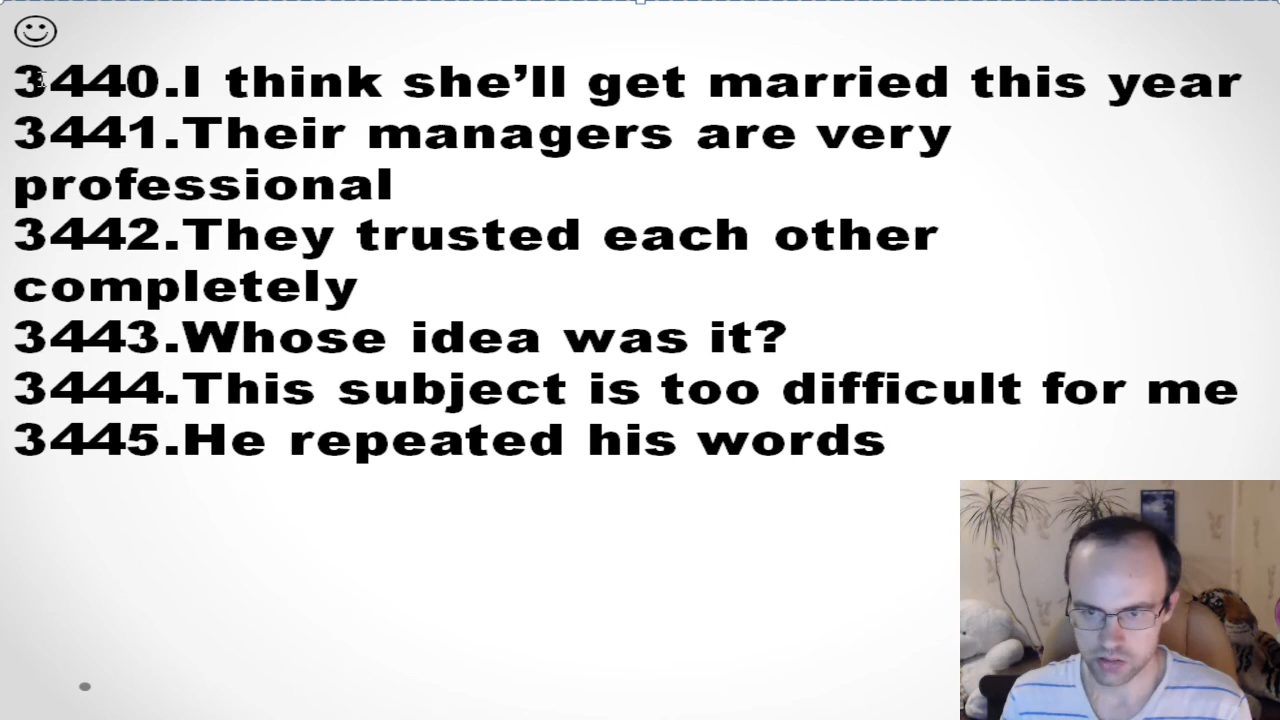 3440.I think she’ll get married this year
3441.Their managers are very
professional
3442.They trusted each other
completely
3443.Whose idea was it?
3444.This subject is too difficult for me
3445.He repeated his words